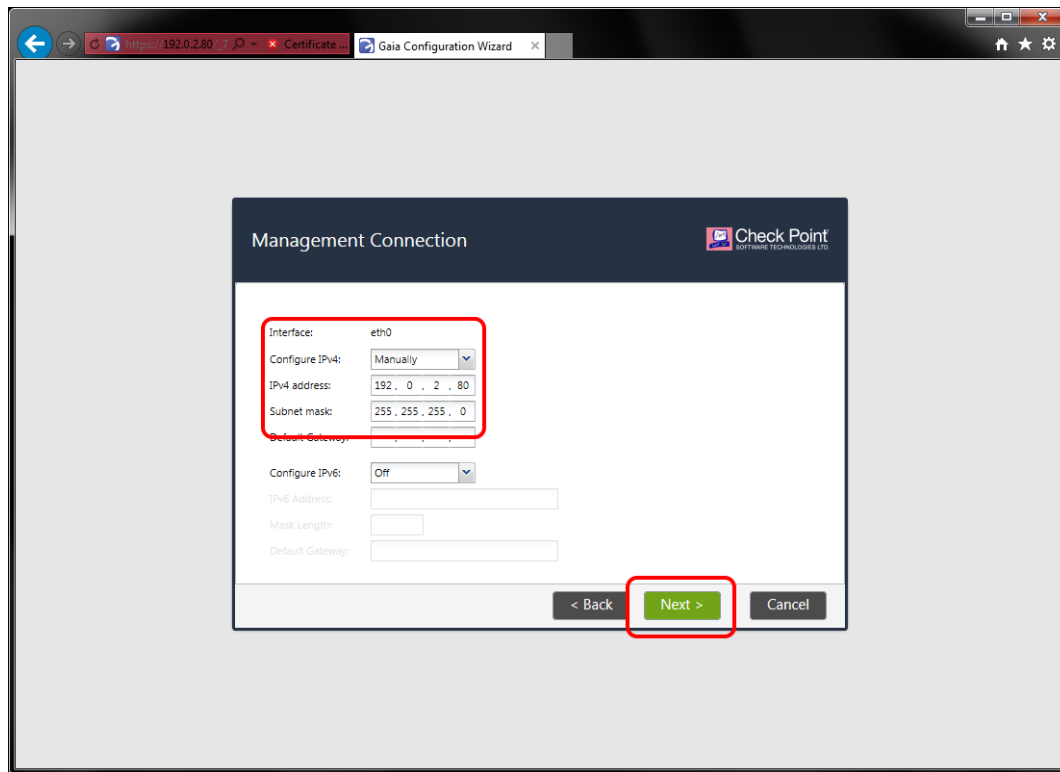 https://192.0.2.80/_7 Certificate ... Gaia Configuration Wizard
Management Connection
Check Point
SOFTWARE TECHNOLOGIES LTD.
Interface: eth0
Configure IPv4: Manually
IPv4 address: 192 . 0 . 2 . 80
Subnet mask: 255 . 255 . 255 . 0
Default Gateway: . . .
Configure IPv6: Off
IPv6 Address:
Mask Length:
Default Gateway:
< Back Next > Cancel